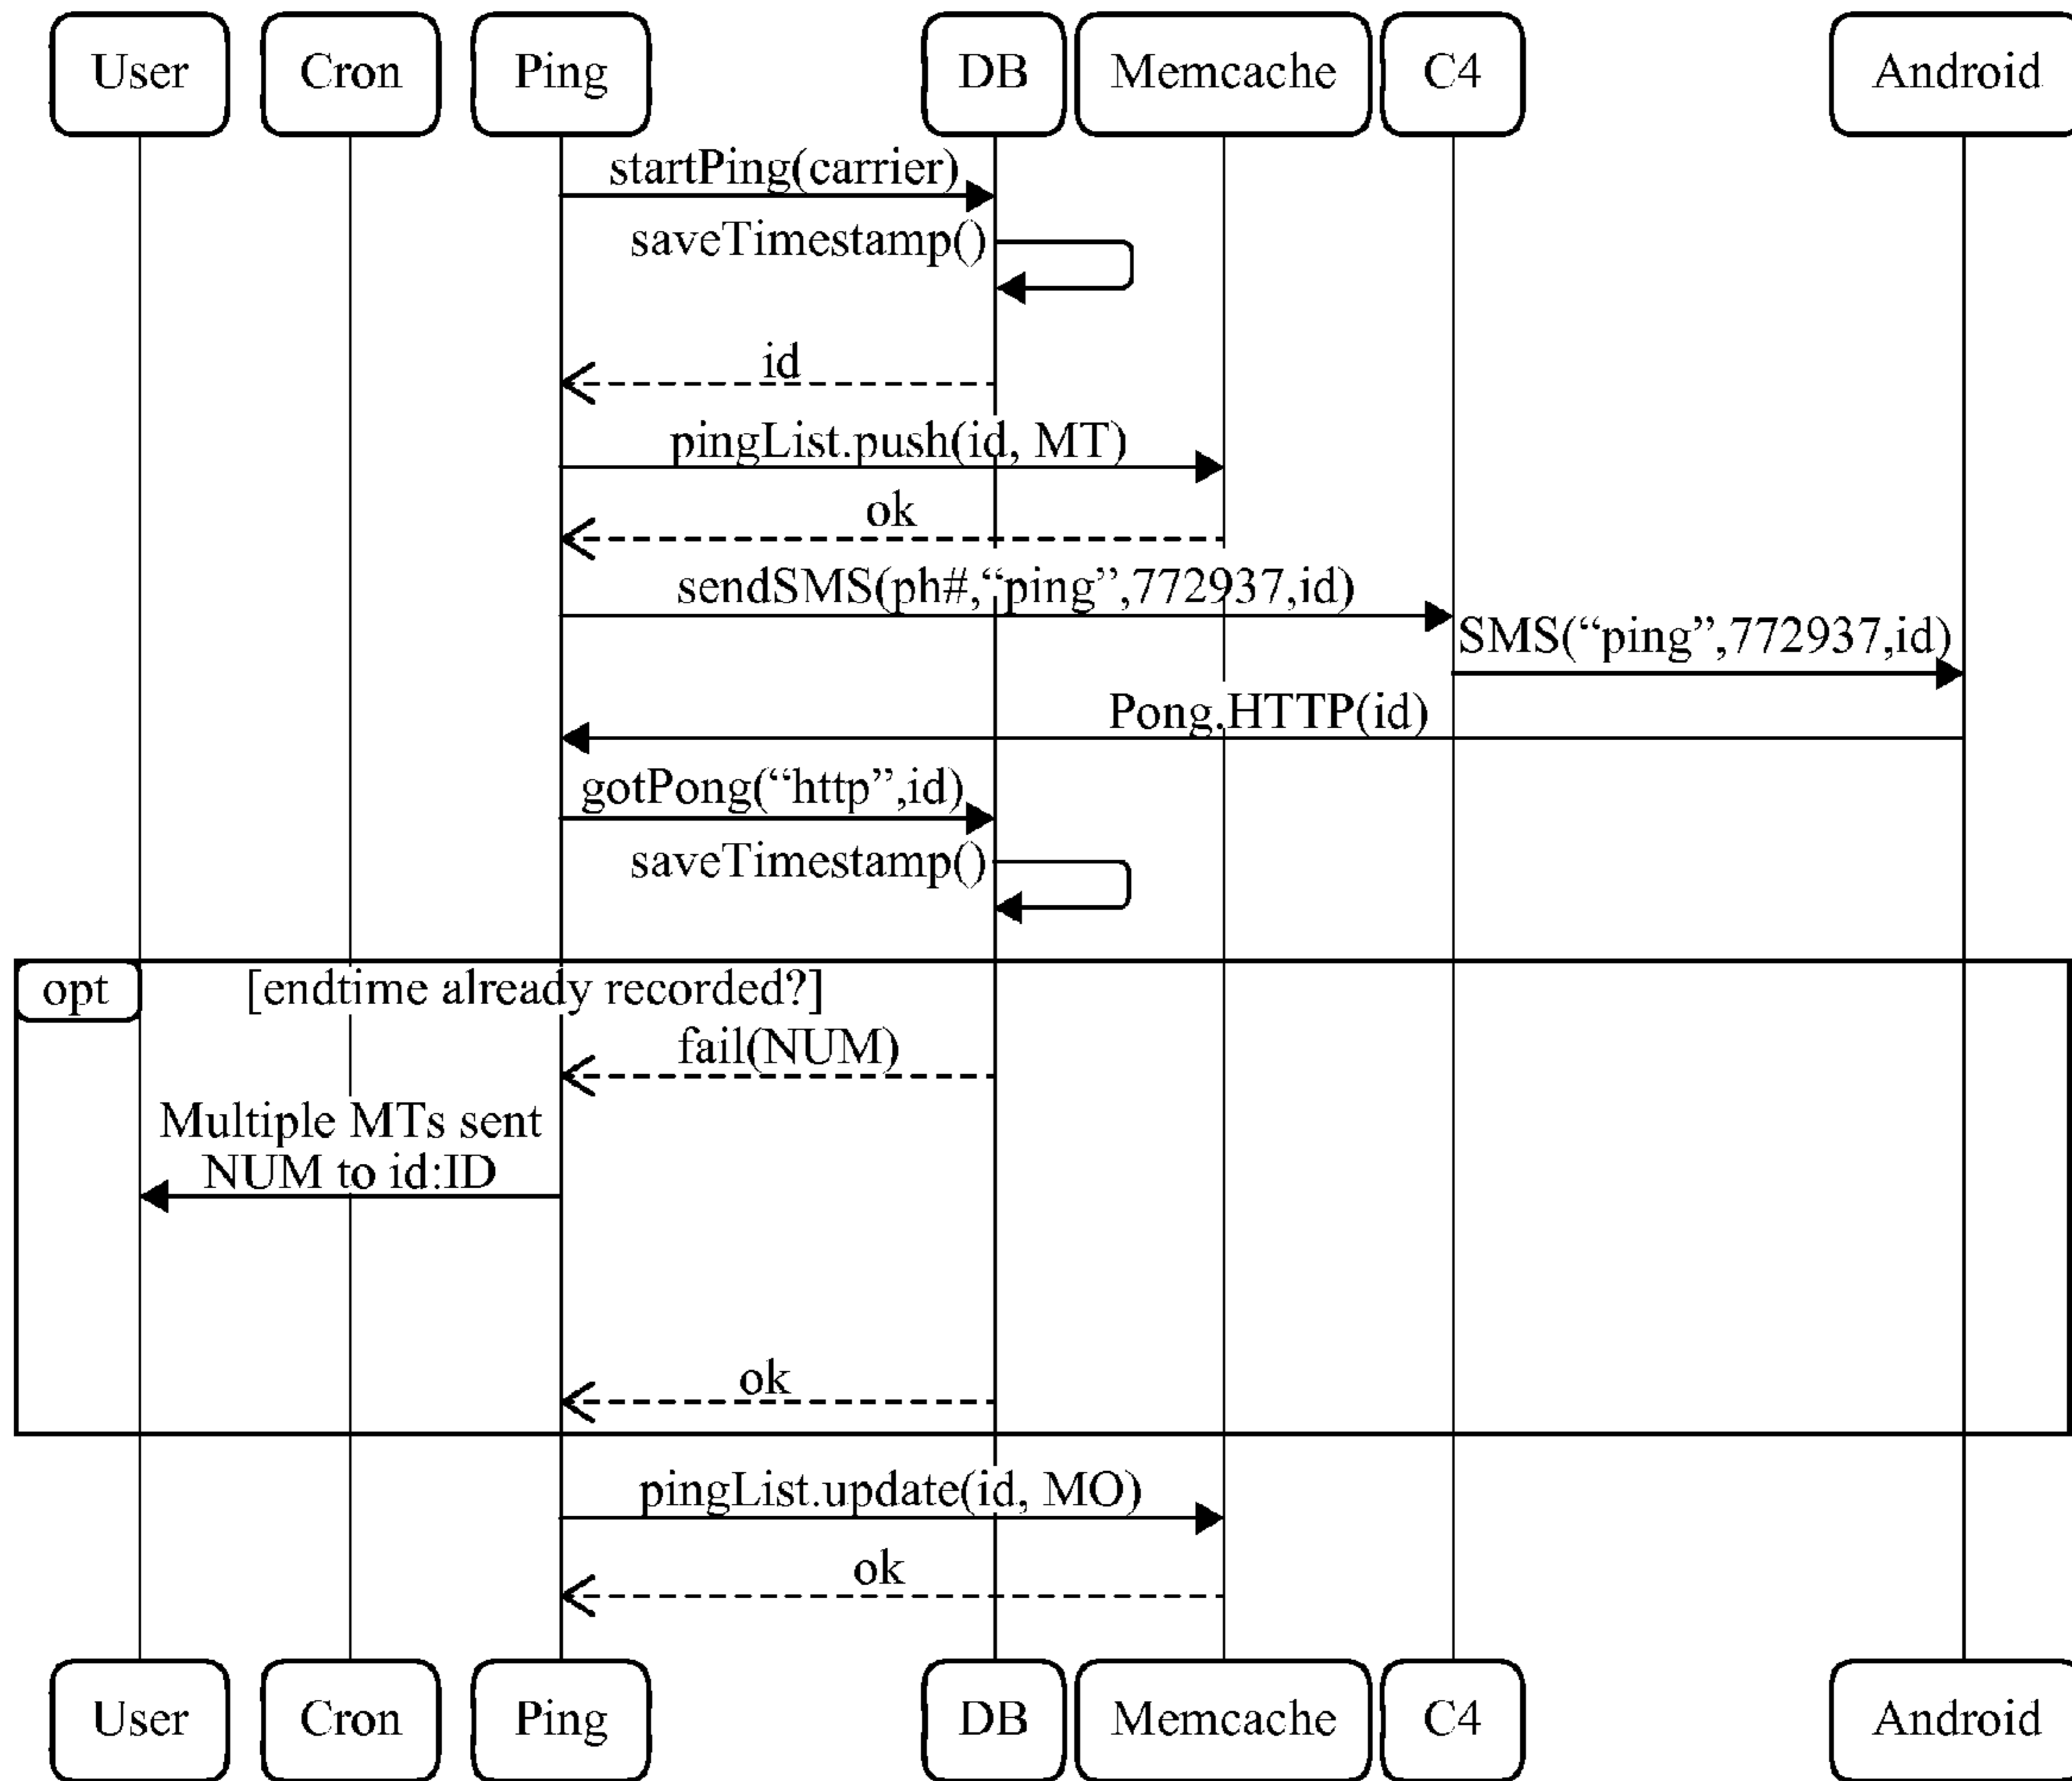 User Cron Ping DB Memcache C4 Android
startPing(carrier)
saveTimestamp()
id
pingList.push(id, MT)
ok
sendSMS(ph#,“ping”,772937,id)
SMS(“ping”,772937,id)
Pong.HTTP(id)
gotPong(“http”,id)
saveTimestamp()
opt [endtime already recorded?]
fail(NUM)
Multiple MTs sent
NUM to id:ID
ok
pingList.update(id, MO)
ok
User Cron Ping DB Memcache C4 Android